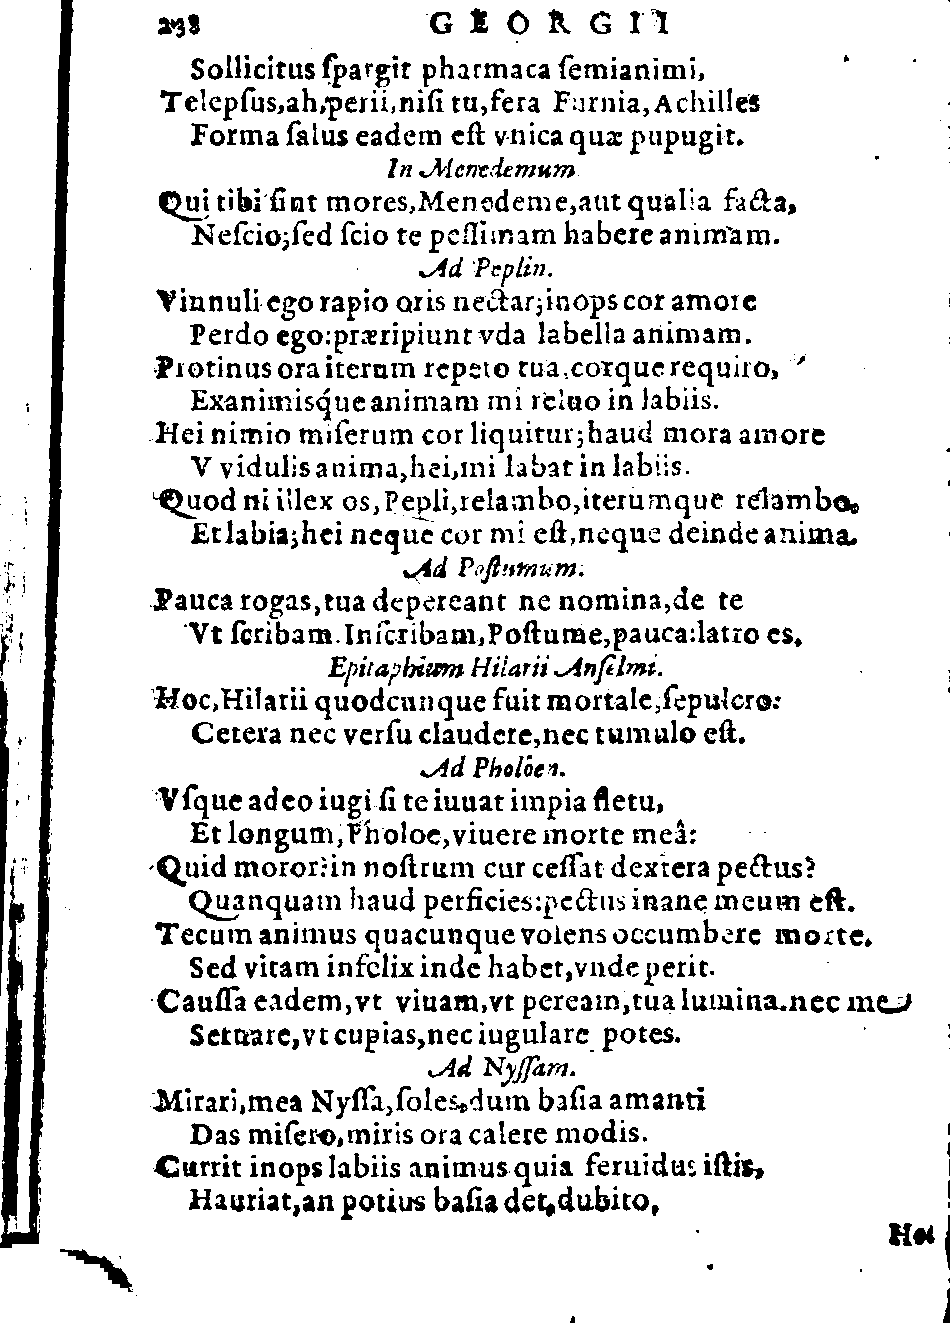 238 GEORGII
Sollicitus ſpargit pharmaca ſemianimi,
Telepſus, ah, perii, niſi tu, fera Furnia, Achilles
Forma ſalus eadem eſt vnica quæ pupugit.
In Menedemum
Qui tibi ſint mores, Menedeme, aut qualia facta,
Neſcio; ſed ſcio te peſſimam habere animam.
Ad Peplin.
Vinnuli ego rapio oris nectar; inops cor amore
Perdo ego: præripiunt vda labella animam.
Protinus ora iterum repeto tua, corque requiro,
Exanimisq́ue animam mi reluo in labiis.
Hei nimio miſerum cor liquitur; haud mora amore
V vidulis anima, hei, mi labat in labiis.
Quod ni illex os, Pepli, relambo, iterumque relambo,
Et labia; hei neque cor mi eſt, neque deinde anima.
Ad Poſtumum.
Pauca rogas, tua depereant ne nomina, de te
Vt ſcribam. Inſcribam, Poſtume, pauca: latro es.
Epitaphium Hilarii Anſelmi.
Hoc, Hilarii quodcunque fuit mortale, ſepulcro:
Cetera nec verſu claudere, nec tumulo eſt.
Ad Pholöen.
Vſque adeo iugi ſi te iuuat impia fletu,
Et longum, Pholoe, viuere morte meâ:
Quid moror? in noſtrum cur ceſſat dextera pectus?
Quanquam haud perficies: pectus inane meum eſt.
Tecum animus quacunque volens occumbere morte.
Sed vitam infelix inde habet, vnde perit.
Cauſſa eadem, vt viuam, vt peream, tua lumina. nec me
Seruare, vt cupias, nec iugulare potes.
Ad Nyſſam.
Mirari, mea Nyſſa, ſoles, dum baſia amanti
Das miſero, miris ora calere modis.
Currit inops labiis animus quia feruidus iſtis,
Hauriat, an potius baſia det, dubito,
Hoi